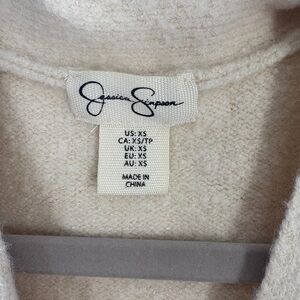 Jessica Simpson
US: XS
CA: XS/TP
UK: XS
EU: XS
AU: XS
MADE IN
CHINA